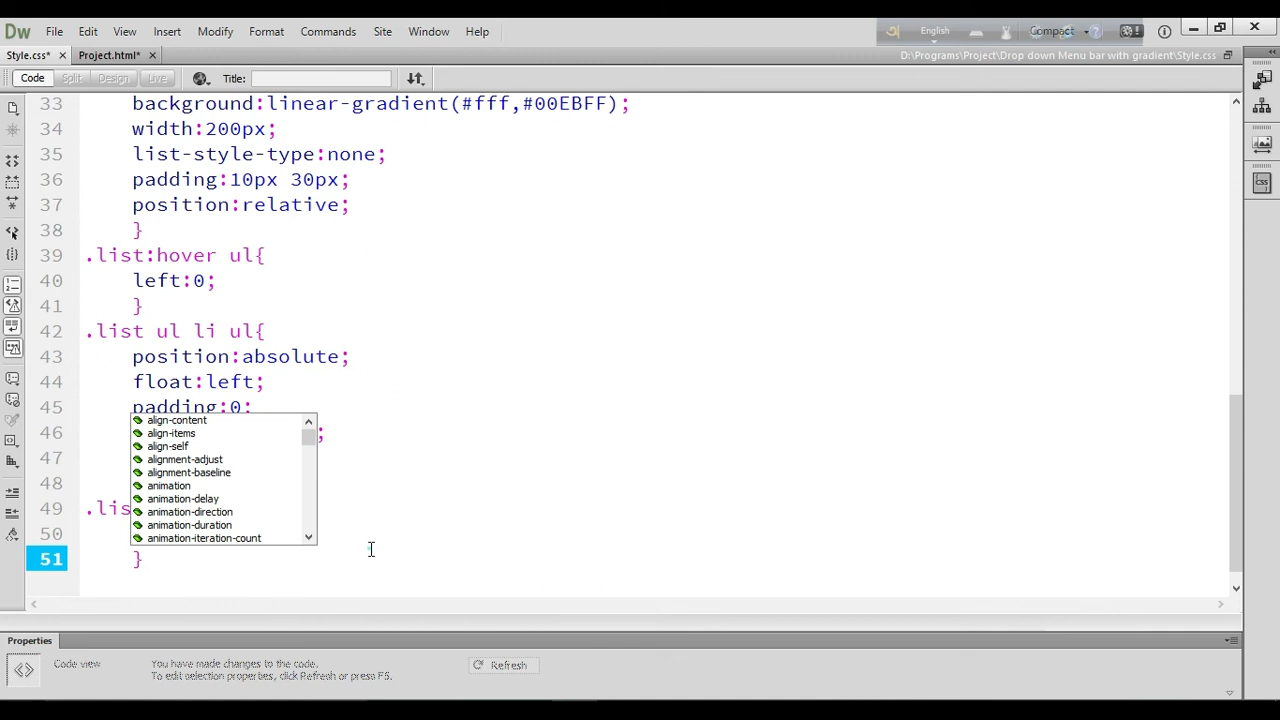 Dw File Edit View Insert Modify Format Commands Site Window Help English Compact
Style.css* Project.html* D:\Programs\Project\Drop down Menu bar with gradient\Style.css
Code Split Design Live Title:
33 background:linear-gradient(#fff,#00EBFF);
34 width:200px;
35 list-style-type:none;
36 padding:10px 30px;
37 position:relative;
38 }
39 .list:hover ul{
40 left:0;
41 }
42 .list ul li ul{
43 position:absolute;
44 float:left;
45 padding:0;
align-content
46 ;
align-items
align-self
47
alignment-adjust
alignment-baseline
48
animation
animation-delay
49 .lis
animation-direction
animation-duration
50
animation-iteration-count
51 }
Properties
Code view You have made changes to the code. Refresh
To edit selection properties, click Refresh or press F5.
CSS